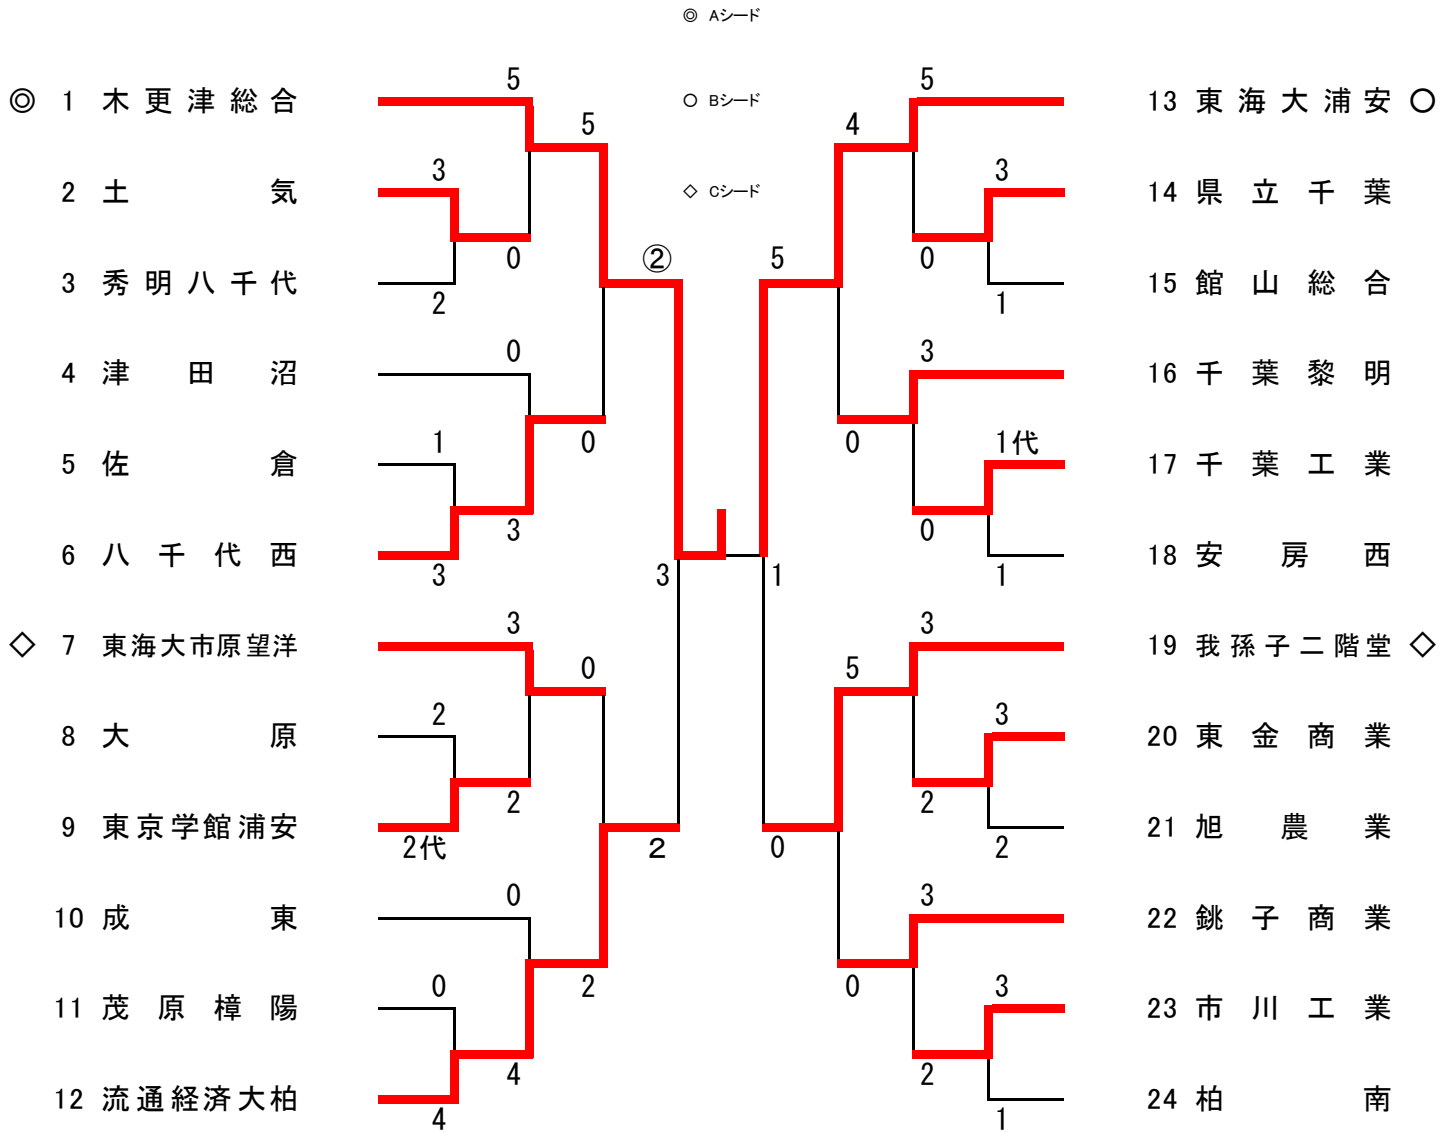 ◎ Aシード
○ Bシード
◇ Cシード
◎ 1 木更津総合
2 土気
3 秀明八千代
4 津田沼
5 佐倉
6 八千代西
◇ 7 東海大市原望洋
8 大原
9 東京学館浦安
10 成東
11 茂原樟陽
12 流通経済大柏
5
3
0
2
0
1
3
3
3
2
2
2代
0
0
4
4
5
0
0
2
②
2
3
1
5
0
4
0
5
0
5
3
0
1
3
1代
0
1
3
3
2
2
3
3
2
1
13 東海大浦安 ○
14 県立千葉
15 館山総合
16 千葉黎明
17 千葉工業
18 安房西
19 我孫子二階堂 ◇
20 東金商業
21 旭農業
22 銚子商業
23 市川工業
24 柏南